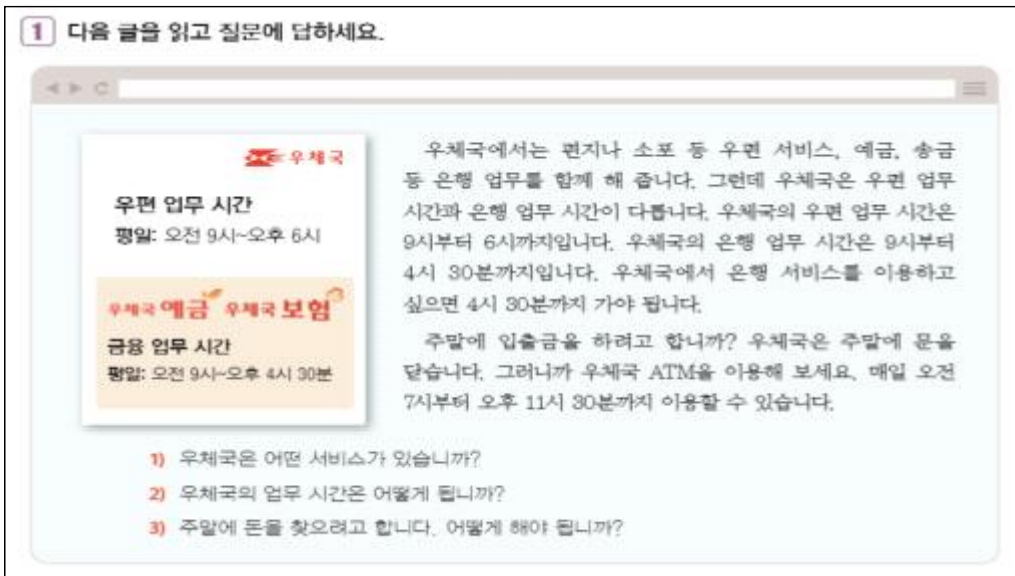 1 다음 글을 읽고 질문에 답하세요.
우체국
우편 업무 시간
평일: 오전 9시~오후 6시
우체국예금 우체국보험
금융 업무 시간
평일: 오전 9시~오후 4시 30분
우체국에서는 편지나 소포 등 우편 서비스, 예금, 송금
등 은행 업무를 함께 해 줍니다. 그런데 우체국은 우편 업무
시간과 은행 업무 시간이 다릅니다. 우체국의 우편 업무 시간은
9시부터 6시까지입니다. 우체국의 은행 업무 시간은 9시부터
4시 30분까지입니다. 우체국에서 은행 서비스를 이용하고
싶으면 4시 30분까지 가야 됩니다.
주말에 입출금을 하려고 합니까? 우체국은 주말에 문을
닫습니다. 그러니까 우체국 ATM을 이용해 보세요. 매일 오전
7시부터 오후 11시 30분까지 이용할 수 있습니다.
1) 우체국은 어떤 서비스가 있습니까?
2) 우체국의 업무 시간은 어떻게 됩니까?
3) 주말에 돈을 찾으려고 합니다. 어떻게 해야 됩니까?